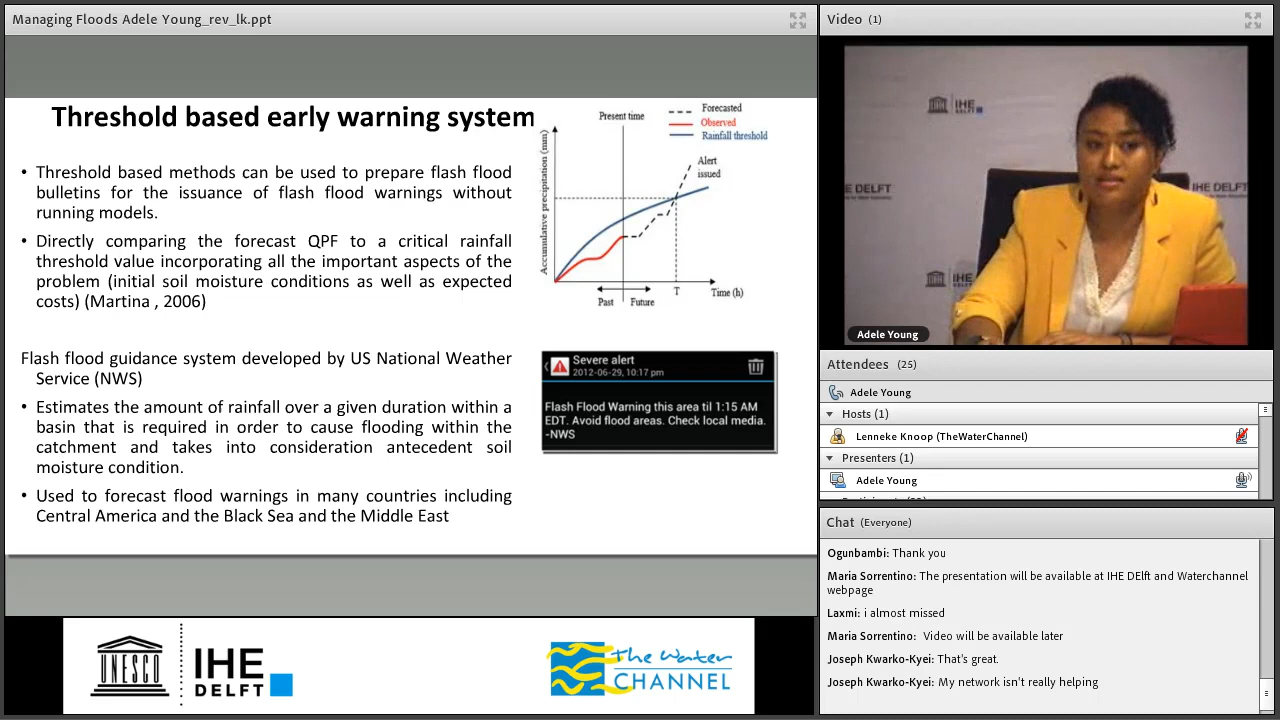 Managing Floods Adele Young_rev_lk.ppt
Threshold based early warning system
• Threshold based methods can be used to prepare flash flood
bulletins for the issuance of flash flood warnings without
running models.
• Directly comparing the forecast QPF to a critical rainfall
threshold value incorporating all the important aspects of the
problem (initial soil moisture conditions as well as expected
costs) (Martina , 2006)
Flash flood guidance system developed by US National Weather
Service (NWS)
• Estimates the amount of rainfall over a given duration within a
basin that is required in order to cause flooding within the
catchment and takes into consideration antecedent soil
moisture condition.
• Used to forecast flood warnings in many countries including
Central America and the Black Sea and the Middle East
Present time
Forecasted
Observed
Rainfall threshold
Alert
issued
Accumulative precipitation (mm)
Past
Future
T
Time (h)
Severe alert
2012-06-29, 10:17 pm
Flash Flood Warning this area til 1:15 AM
EDT. Avoid flood areas. Check local media.
-NWS
UNESCO
IHE
DELFT
The Water
CHANNEL
Video (1)
IHE
DELFT
IHE DELFT
IHE DELFT
IHE
DELFT
Adele Young
Attendees (25)
Adele Young
Hosts (1)
Lenneke Knoop (TheWaterChannel)
Presenters (1)
Adele Young
Chat (Everyone)
Ogunbambi: Thank you
Maria Sorrentino: The presentation will be available at IHE DElft and Waterchannel
webpage
Laxmi: i almost missed
Maria Sorrentino: Video will be available later
Joseph Kwarko-Kyei: That's great.
Joseph Kwarko-Kyei: My network isn't really helping